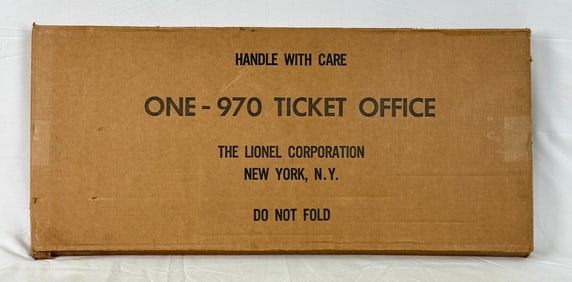 HANDLE WITH CARE
ONE - 970 TICKET OFFICE
THE LIONEL CORPORATION
NEW YORK, N.Y.
DO NOT FOLD